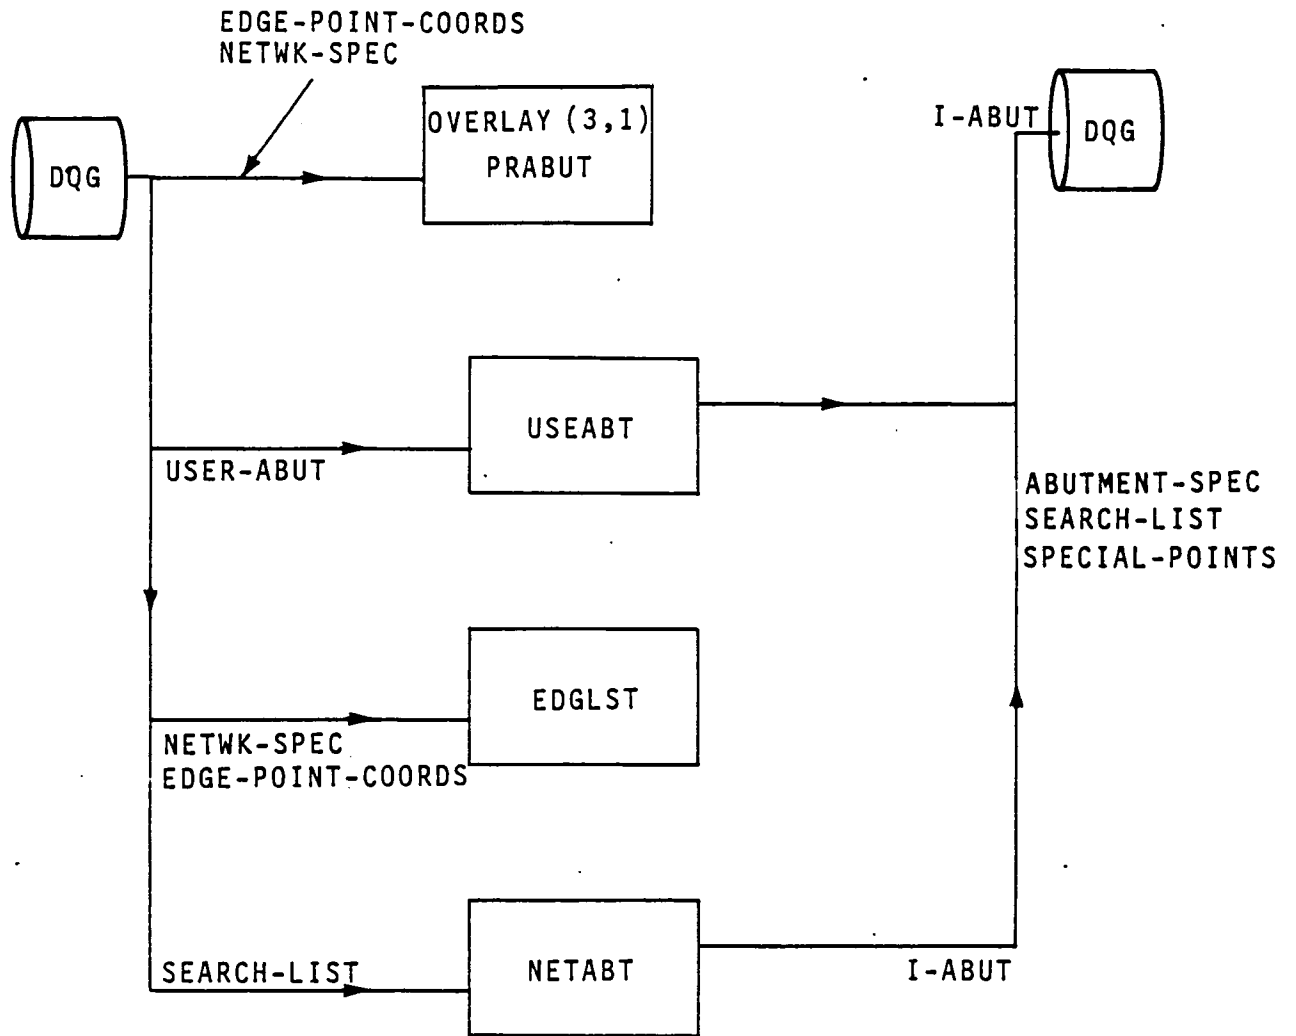 EDGE-POINT-COORDS
NETWK-SPEC
OVERLAY (3,1)
PRABUT
DQG
I-ABUT
DQG
USEABT
USER-ABUT
ABUTMENT-SPEC
SEARCH-LIST
SPECIAL-POINTS
EDGLST
NETWK-SPEC
EDGE-POINT-COORDS
NETABT
SEARCH-LIST
I-ABUT